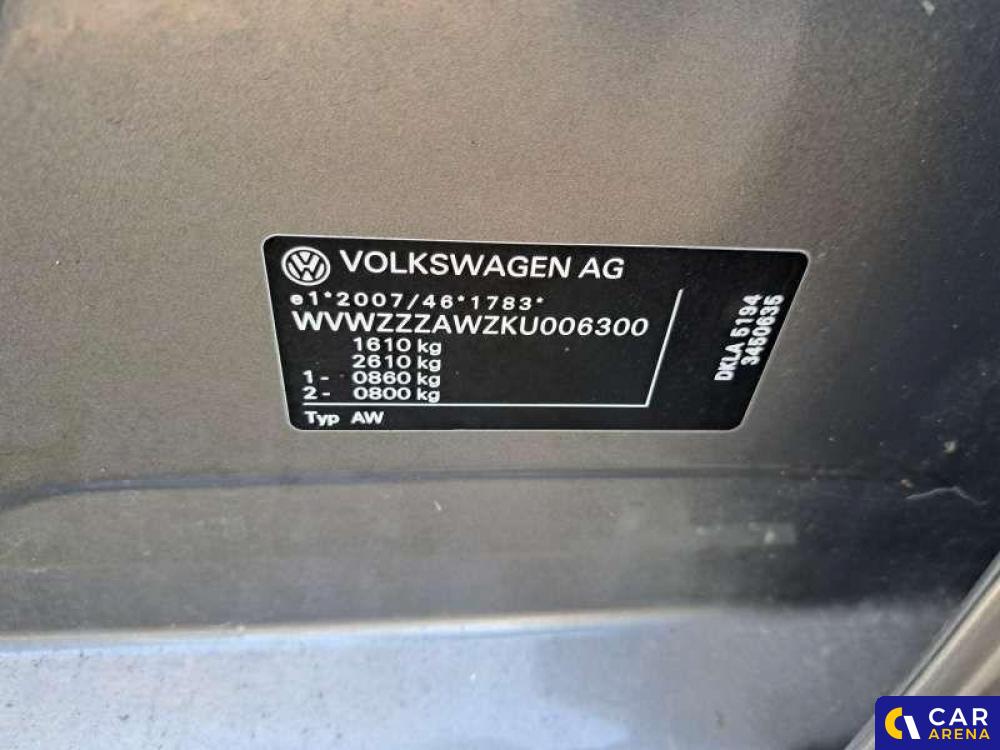 VOLKSWAGEN AG
e1*2007/46*1783*
WVWZZZAWZKU006300
1610 kg
2610 kg
1- 0860 kg
2- 0800 kg
Typ AW
DKLA 5194
3450635
CAR
ARENA